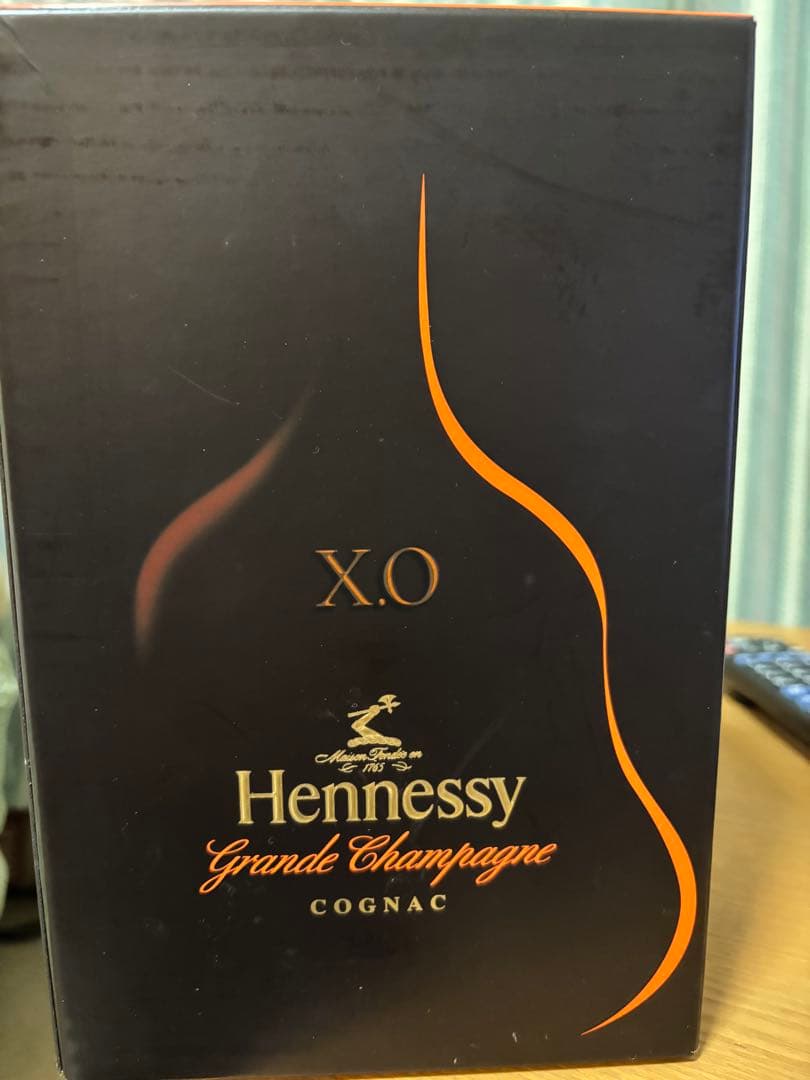 X.O
Maison Fondée en
1765
Hennessy
Grande Champagne
COGNAC